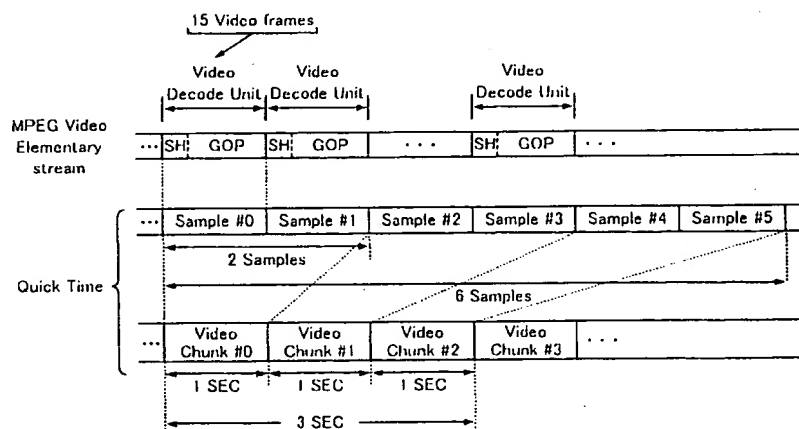 15 Video frames
Video
Decode Unit
Video
Decode Unit
Video
Decode Unit
MPEG Video
Elementary
stream
... SH GOP SH GOP ... SH GOP ...
... Sample #0 Sample #1 Sample #2 Sample #3 Sample #4 Sample #5
2 Samples
6 Samples
Quick Time
... Video
Chunk #0
Video
Chunk #1
Video
Chunk #2
Video
Chunk #3
...
1 SEC 1 SEC 1 SEC
3 SEC